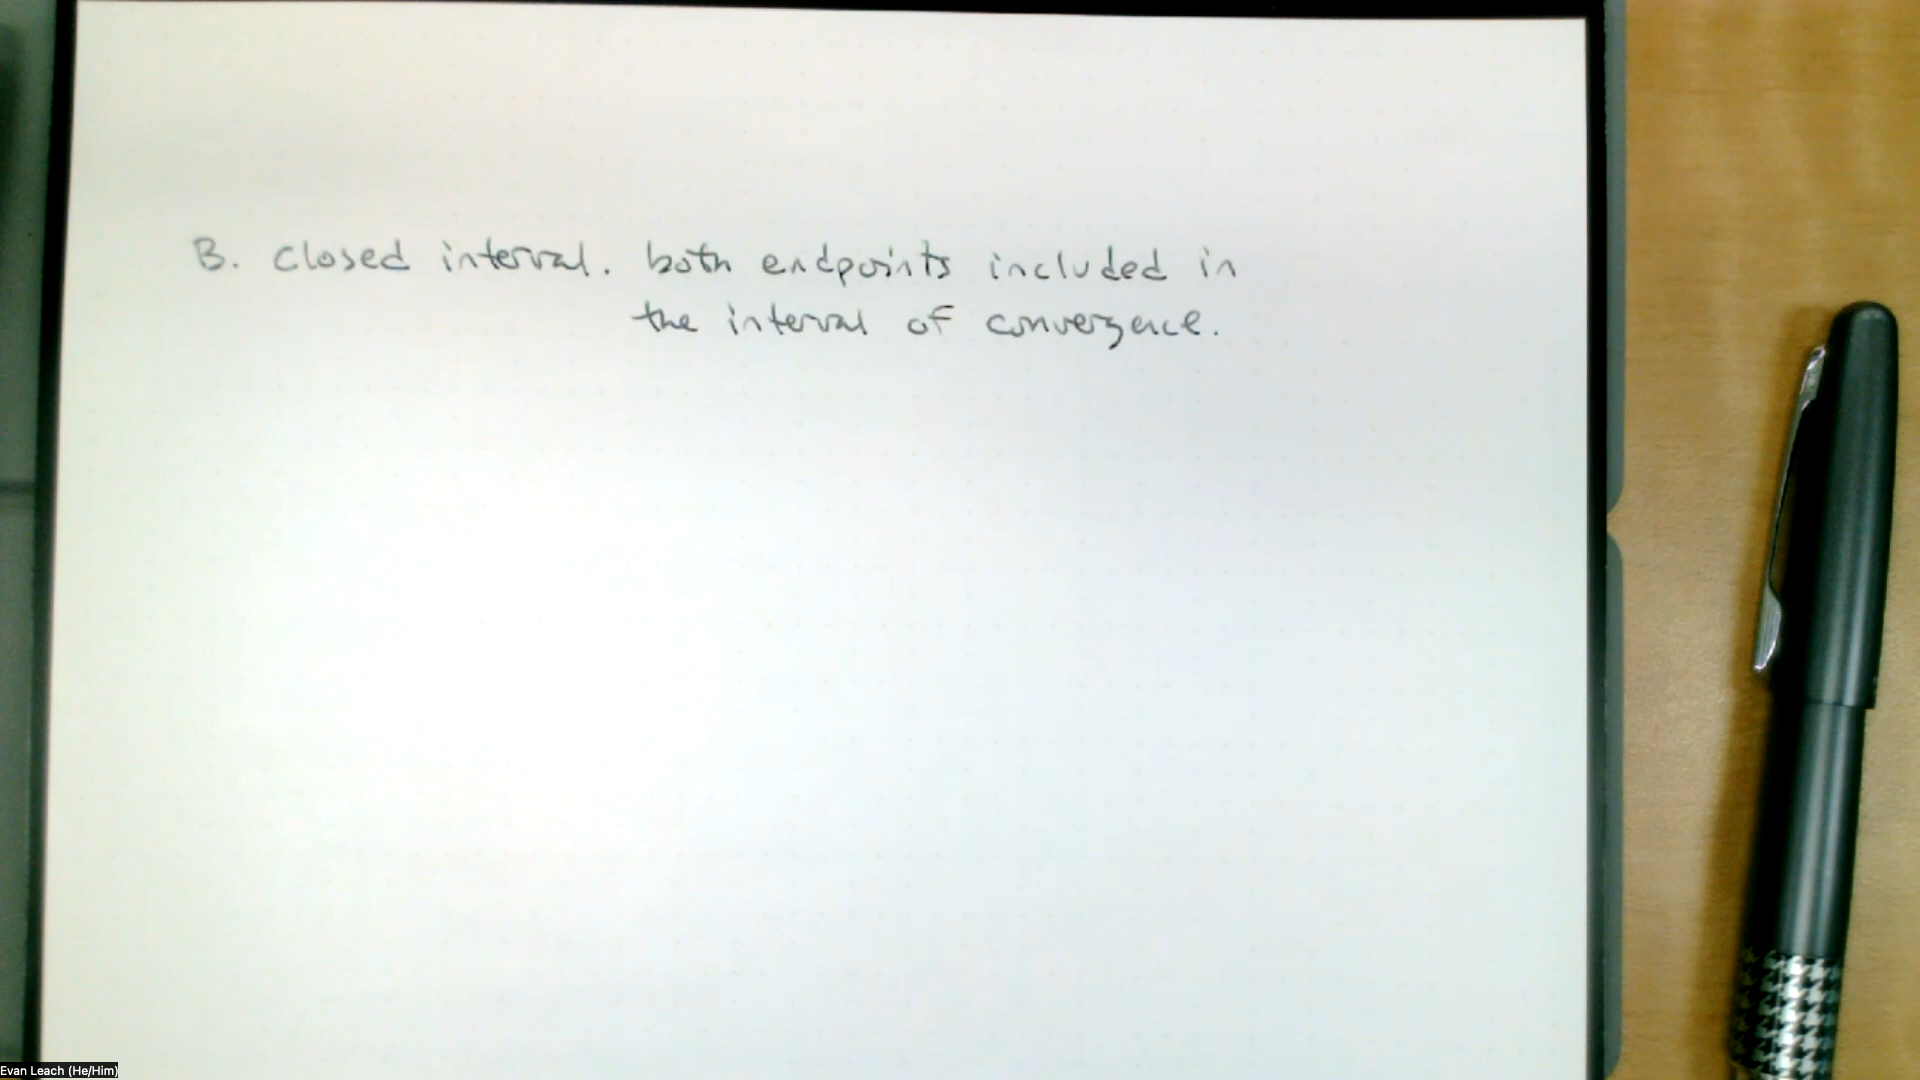 B. closed interval. both endpoints included in
the interval of convergence.
Evan Leach (He/Him)